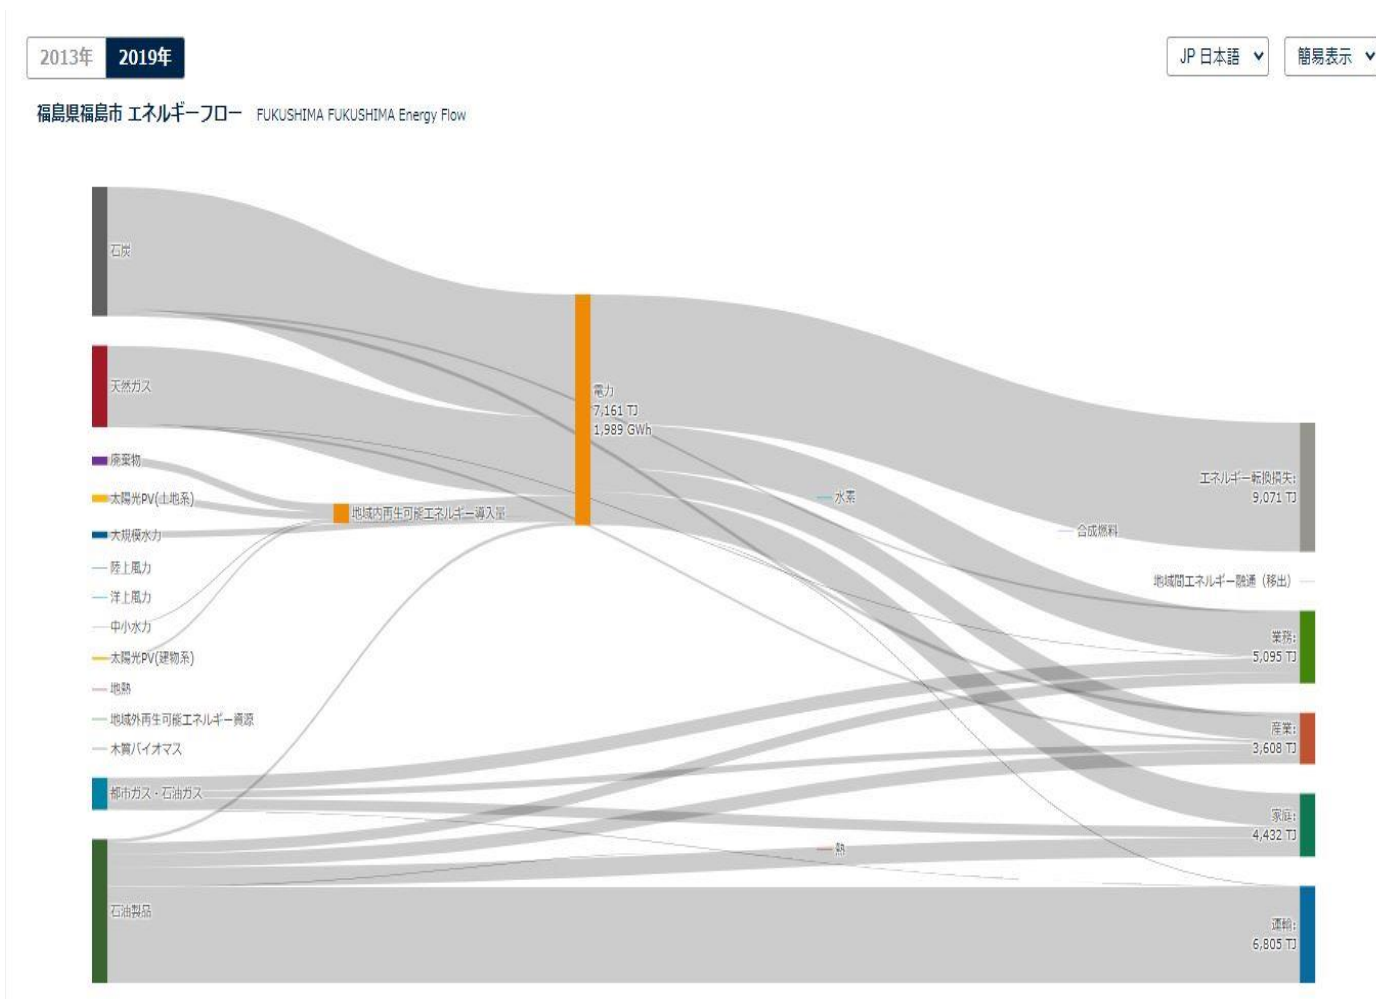 2013年 2019年
JP 日本語 簡易表示
福島県福島市 エネルギーフロー FUKUSHIMA FUKUSHIMA Energy Flow
石炭
天然ガス
廃棄物
太陽光PV(土地系)
大規模水力
陸上風力
洋上風力
中小水力
太陽光PV(建物系)
地熱
地域外再生可能エネルギー資源
木質バイオマス
都市ガス・石油ガス
石油製品
地域内再生可能エネルギー導入量
電力
7,161 TJ
1,989 GWh
水素
熱
合成燃料
エネルギー転換損失:
9,071 TJ
地域間エネルギー融通（移出）
業務:
5,095 TJ
産業:
3,608 TJ
家庭:
4,432 TJ
運輸:
6,805 TJ